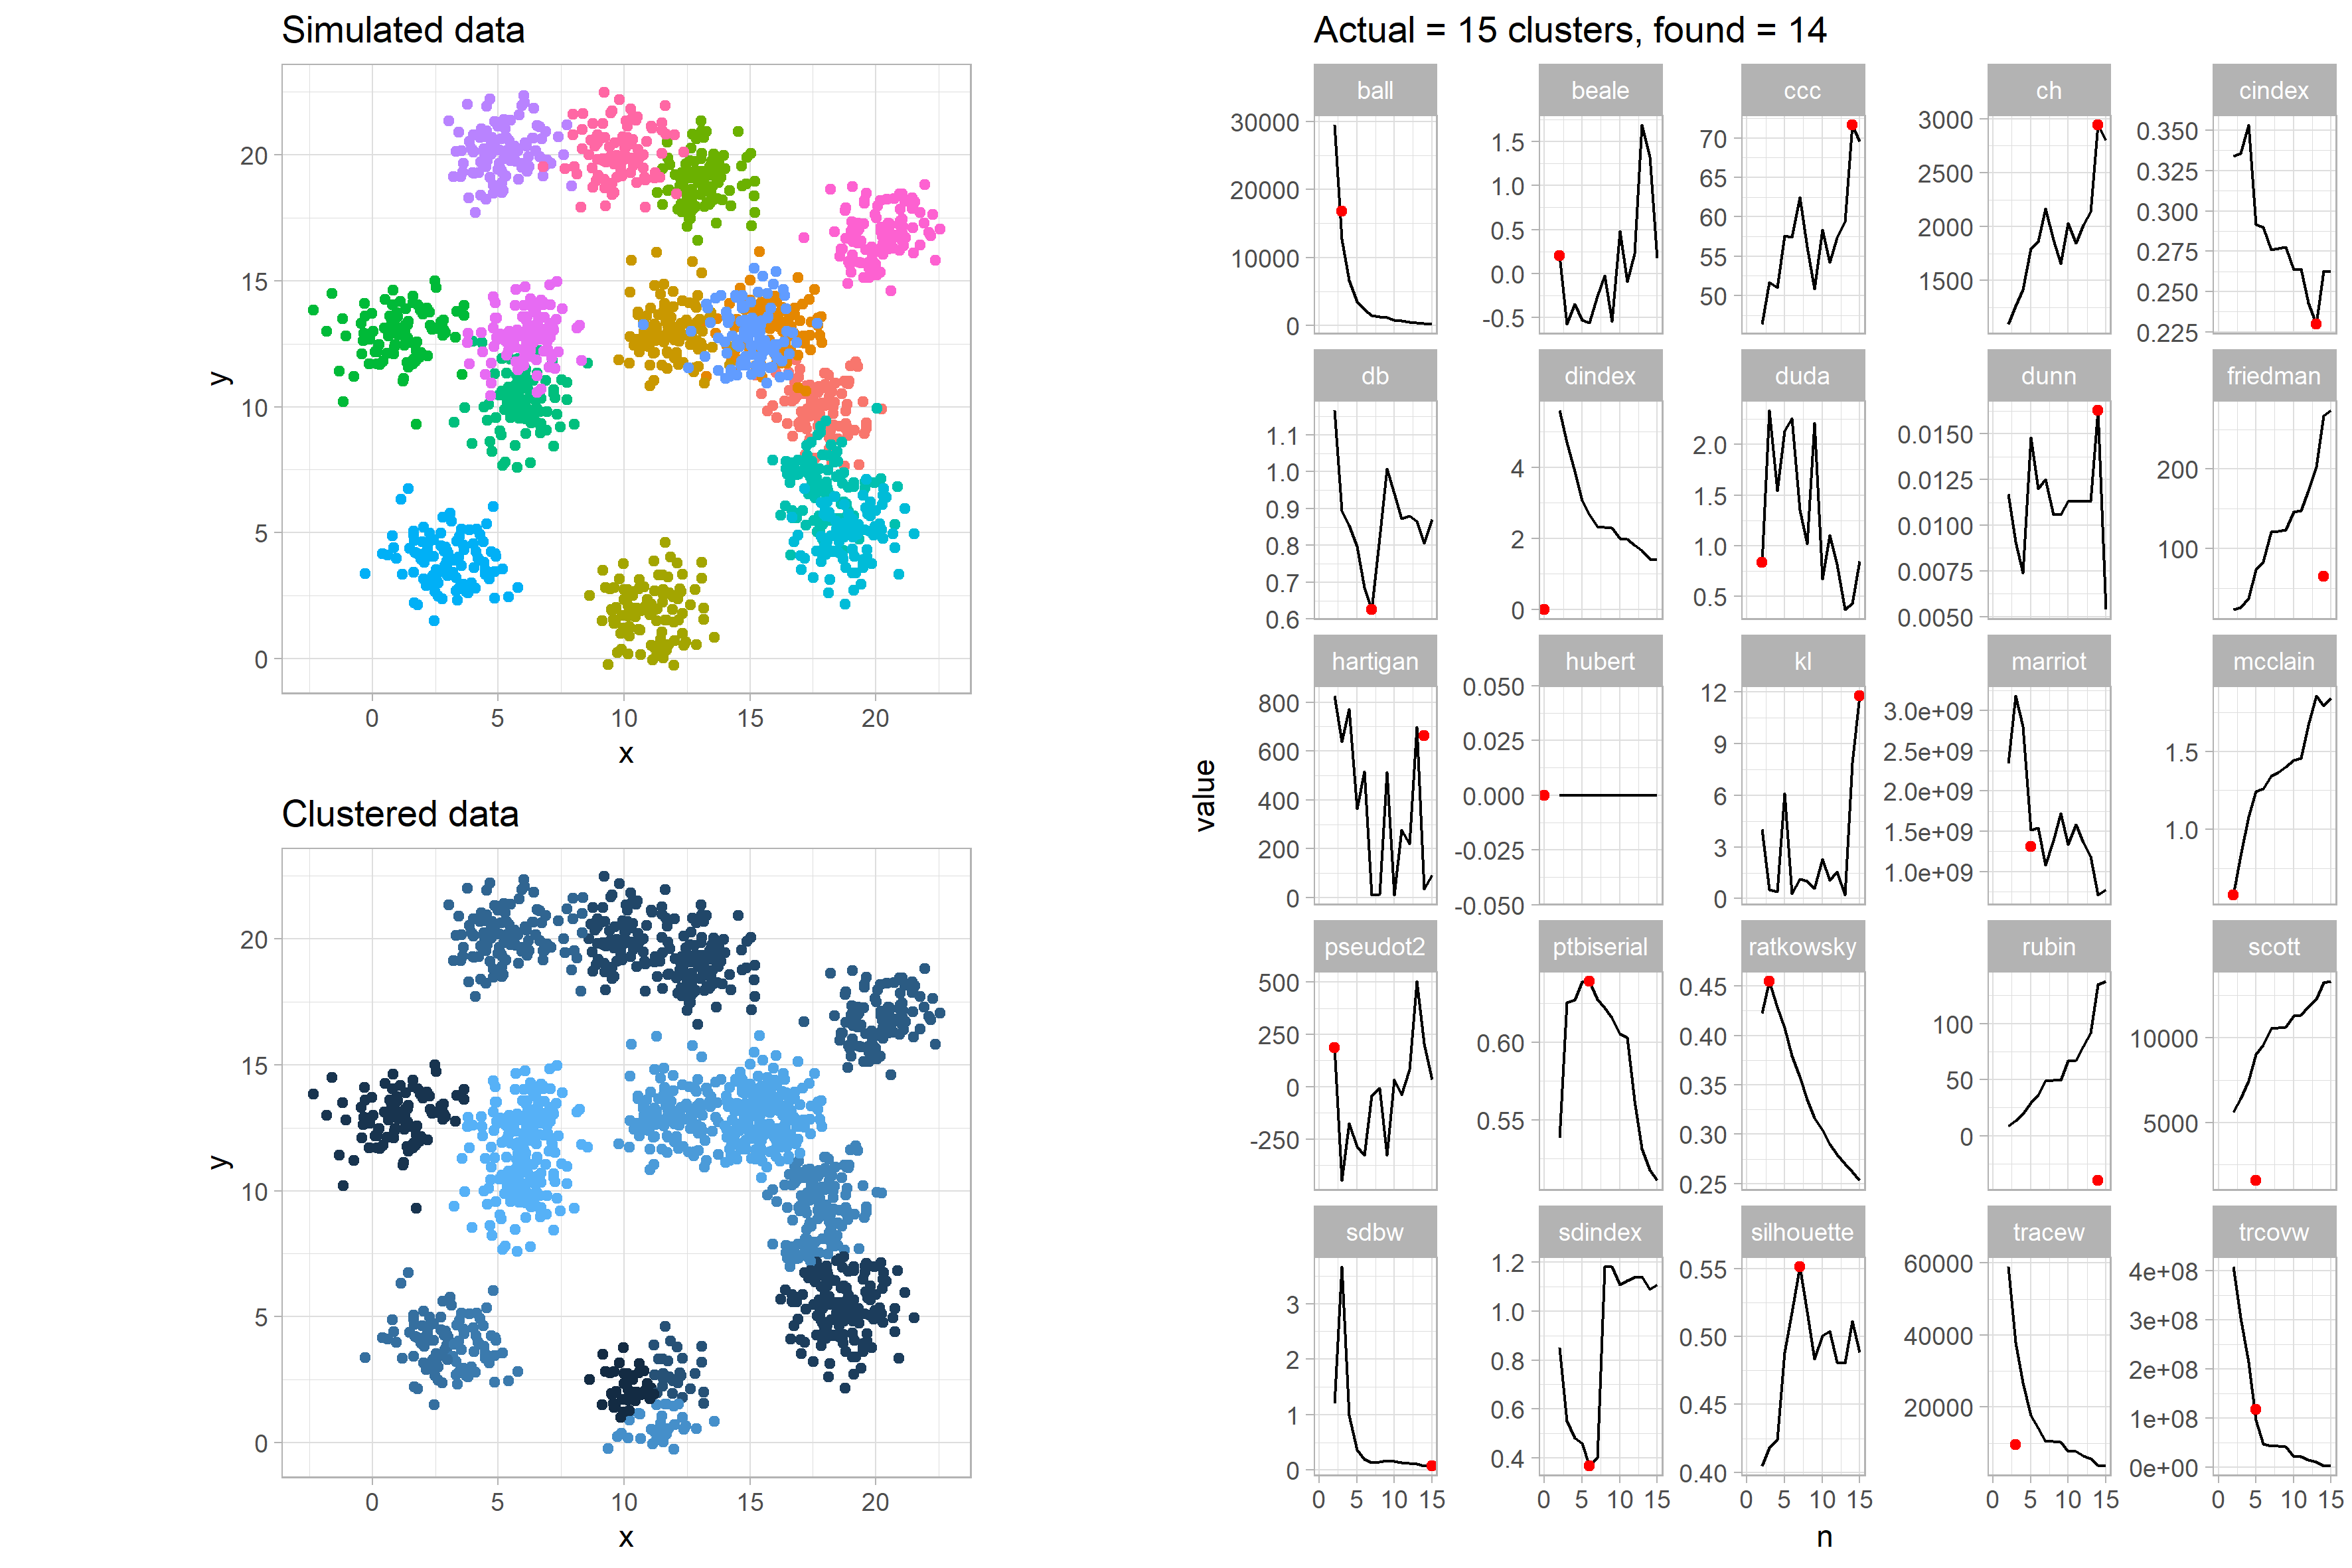 Simulated data
20
15
10
5
0
y
0 5 10 15 20
x
Clustered data
20
15
10
5
0
y
0 5 10 15 20
x
Actual = 15 clusters, found = 14
value
ball beale ccc ch cindex
30000 20000 10000 0
1.5 1.0 0.5 0.0 -0.5
70 65 60 55 50
3000 2500 2000 1500
0.350 0.325 0.300 0.275 0.250 0.225
db dindex duda dunn friedman
1.1 1.0 0.9 0.8 0.7 0.6
4 2 0
2.0 1.5 1.0 0.5
0.0150 0.0125 0.0100 0.0075 0.0050
200 100
hartigan hubert kl marriot mcclain
800 600 400 200 0
0.050 0.025 0.000 -0.025 -0.050
12 9 6 3 0
3.0e+09 2.5e+09 2.0e+09 1.5e+09 1.0e+09
1.5 1.0
pseudot2 ptbiserial ratkowsky rubin scott
500 250 0 -250
0.60 0.55
0.45 0.40 0.35 0.30 0.25
100 50 0
10000 5000
sdbw sdindex silhouette tracew trcovw
3 2 1 0
1.2 1.0 0.8 0.6 0.4
0.55 0.50 0.45 0.40
60000 40000 20000
4e+08 3e+08 2e+08 1e+08 0e+00
0 5 10 15 0 5 10 15 0 5 10 15 0 5 10 15 0 5 10 15
n